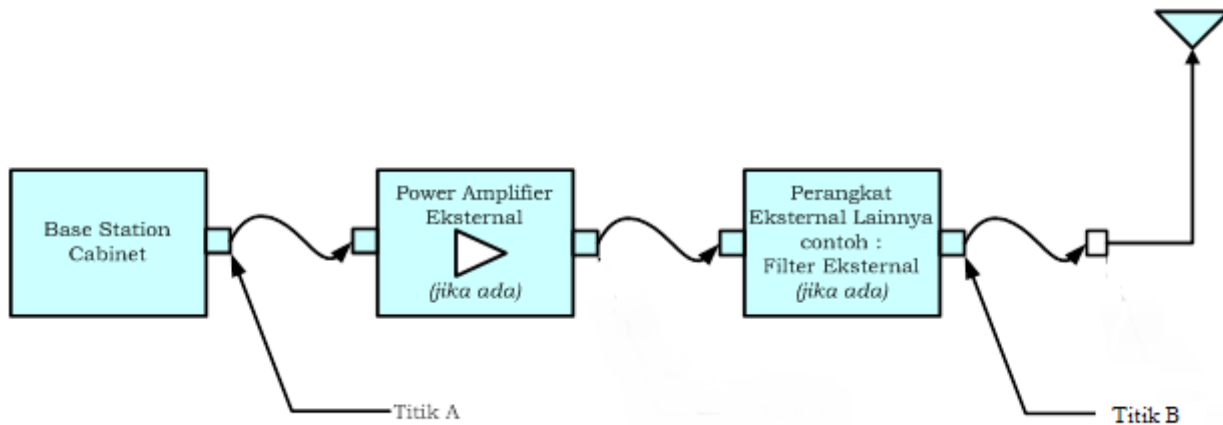 Base Station
Cabinet
Power Amplifier
Eksternal
(jika ada)
Perangkat
Eksternal Lainnya
contoh :
Filter Eksternal
(jika ada)
Titik A
Titik B